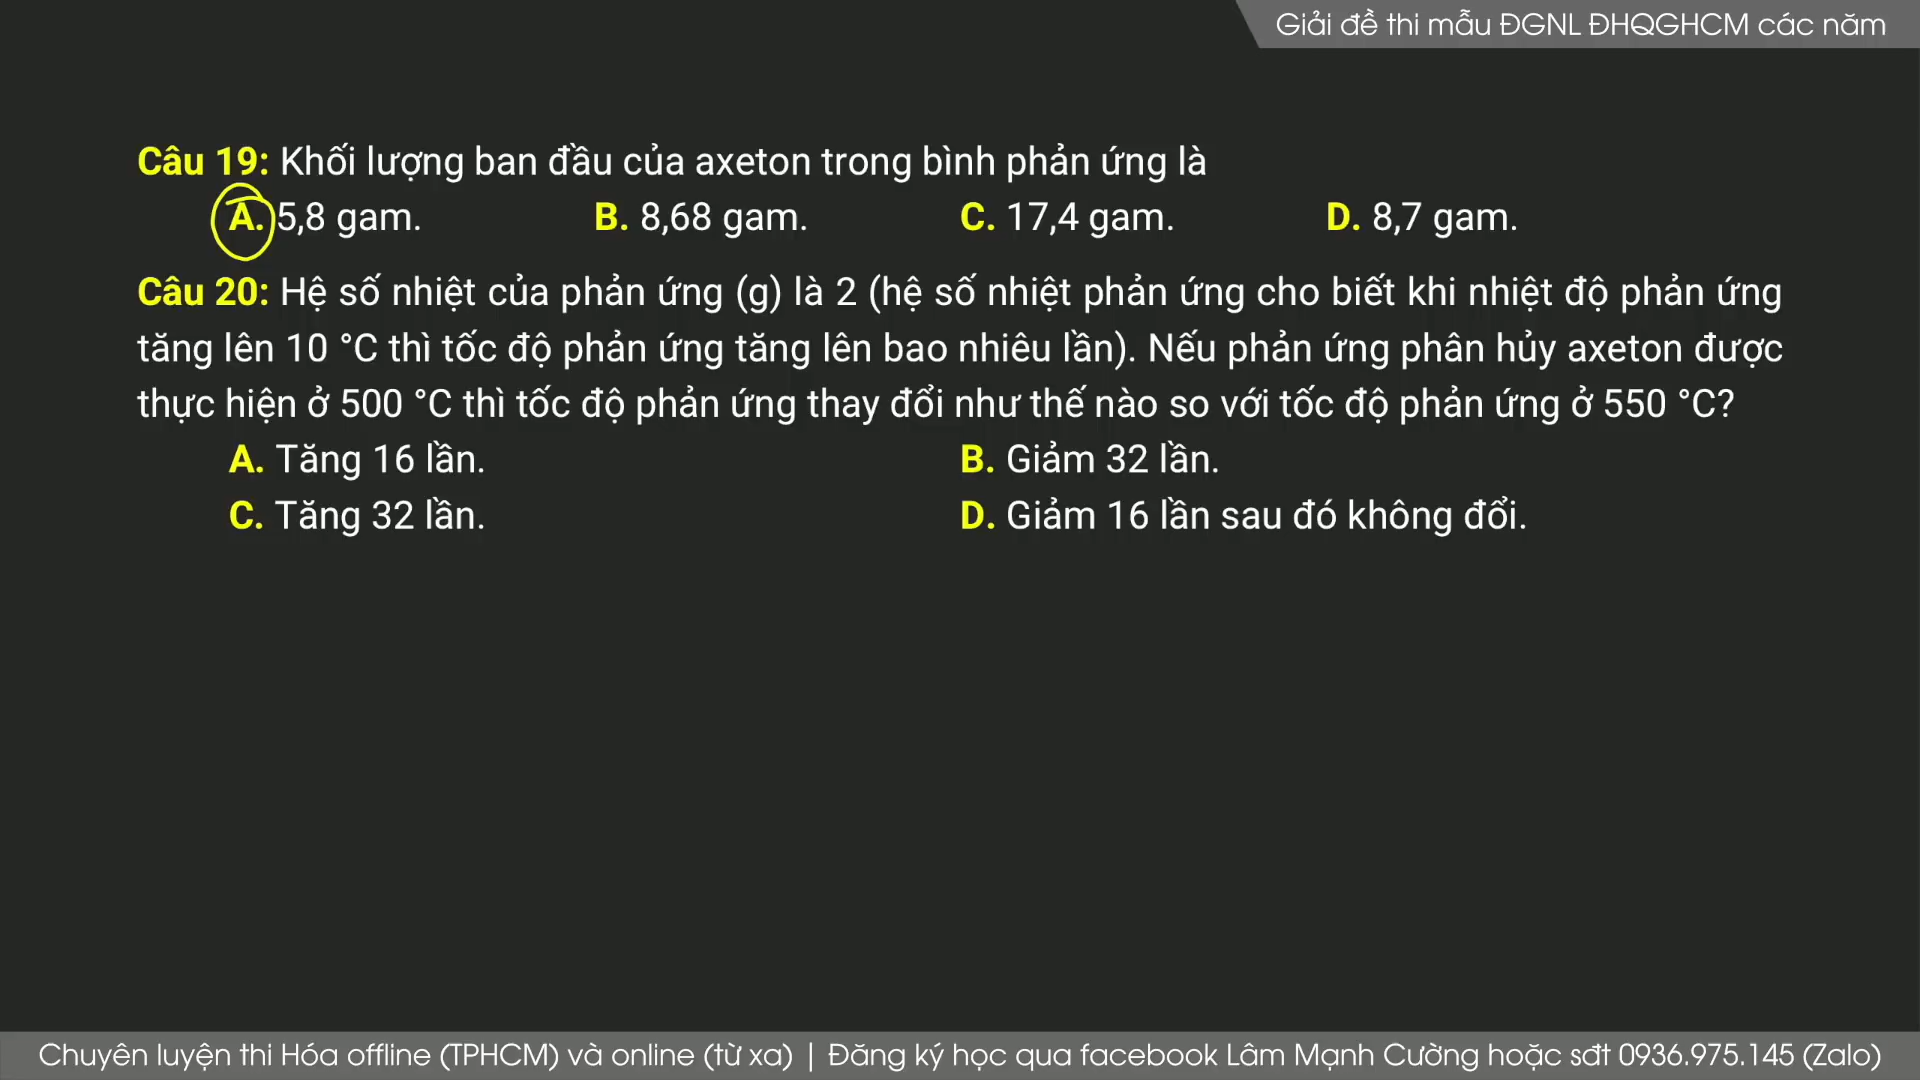 Giải đề thi mẫu ĐGNL ĐHQGHCM các năm
Câu 19: Khối lượng ban đầu của axeton trong bình phản ứng là
A. 5,8 gam. B. 8,68 gam. C. 17,4 gam. D. 8,7 gam.
Câu 20: Hệ số nhiệt của phản ứng (g) là 2 (hệ số nhiệt phản ứng cho biết khi nhiệt độ phản ứng
tăng lên 10 °C thì tốc độ phản ứng tăng lên bao nhiêu lần). Nếu phản ứng phân hủy axeton được
thực hiện ở 500 °C thì tốc độ phản ứng thay đổi như thế nào so với tốc độ phản ứng ở 550 °C?
A. Tăng 16 lần. B. Giảm 32 lần.
C. Tăng 32 lần. D. Giảm 16 lần sau đó không đổi.
Chuyên luyện thi Hóa offline (TPHCM) và online (từ xa) | Đăng ký học qua facebook Lâm Mạnh Cường hoặc sđt 0936.975.145 (Zalo)